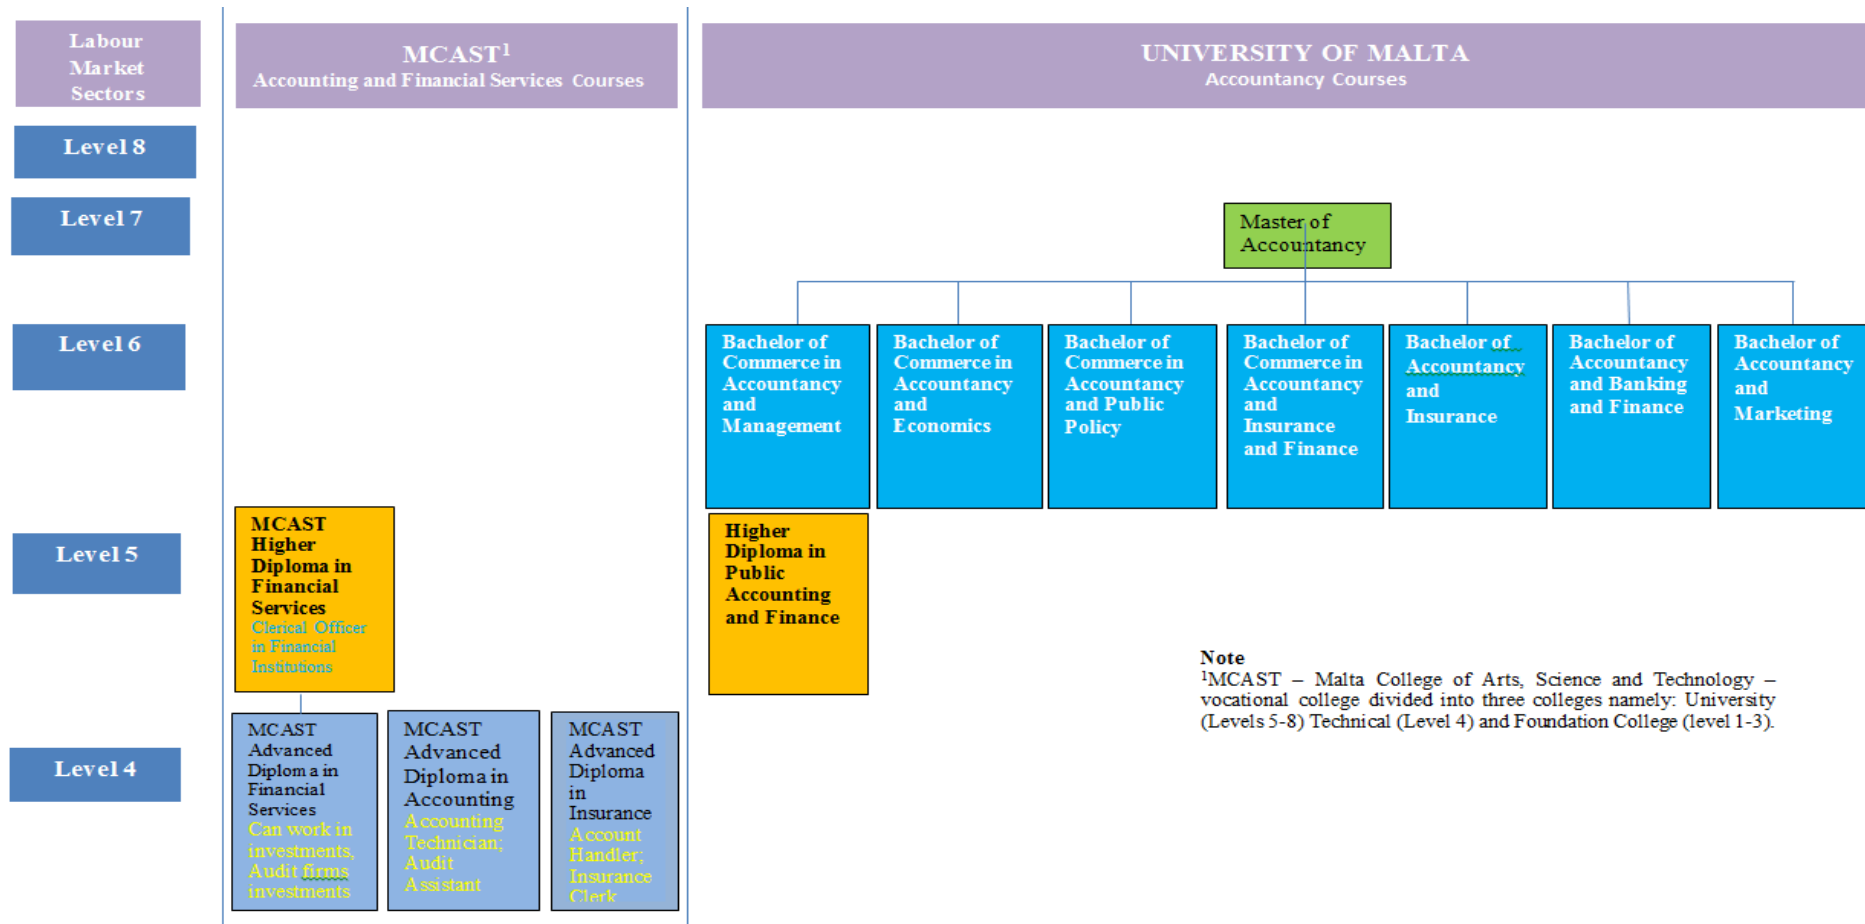 Labour
Market
Sectors
MCAST¹
Accounting and Financial Services Courses
UNIVERSITY OF MALTA
Accountancy Courses
Level 8
Level 7
Master of
Accountancy
Level 6
Bachelor of
Commerce in
Accountancy
and
Management
Bachelor of
Commerce in
Accountancy
and
Economics
Bachelor of
Commerce in
Accountancy
and Public
Policy
Bachelor of
Commerce in
Accountancy
and
Insurance
and Finance
Bachelor of
Accountancy
and
Insurance
Bachelor of
Accountancy
and Banking
and Finance
Bachelor of
Accountancy
and
Marketing
Level 5
MCAST
Higher
Diploma in
Financial
Services
Clerical Officer
in Financial
Institutions
Higher
Diploma in
Public
Accounting
and Finance
Note
¹MCAST – Malta College of Arts, Science and Technology –
vocational college divided into three colleges namely: University
(Levels 5-8) Technical (Level 4) and Foundation College (level 1-3).
Level 4
MCAST
Advanced
Diploma in
Financial
Services
Can work in
investments,
Audit firms
investments
MCAST
Advanced
Diploma in
Accounting
Accounting
Technician;
Audit
Assistant
MCAST
Advanced
Diploma
in
Insurance
Account
Handler;
Insurance
Clerk